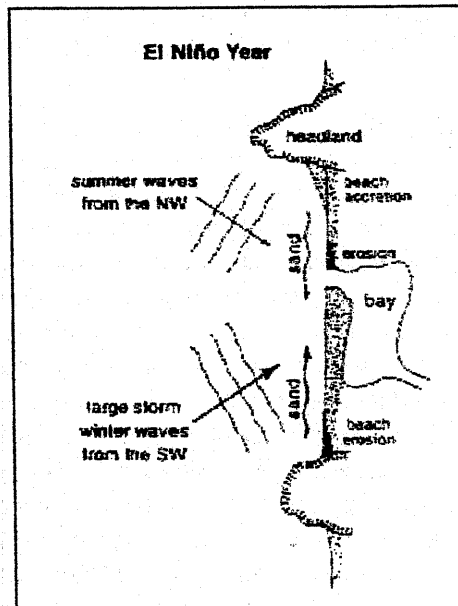 El Niño Year
headland
summer waves
from the NW
beach
accretion
sand
erosion
bay
sand
large storm
winter waves
from the SW
beach
erosion